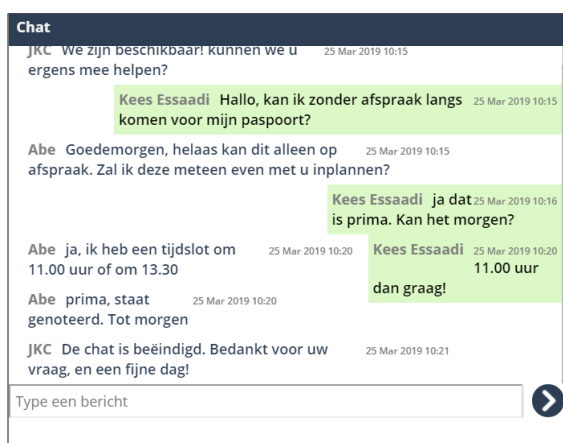 Chat
JKC We zijn beschikbaar! kunnen we u 25 Mar 2019 10:15
ergens mee helpen?
Kees Essaadi Hallo, kan ik zonder afspraak langs 25 Mar 2019 10:15
komen voor mijn paspoort?
Abe Goedemorgen, helaas kan dit alleen op 25 Mar 2019 10:15
afspraak. Zal ik deze meteen even met u inplannen?
Kees Essaadi ja dat 25 Mar 2019 10:16
is prima. Kan het morgen?
Abe ja, ik heb een tijdslot om 25 Mar 2019 10:20
11.00 uur of om 13.30
Kees Essaadi 25 Mar 2019 10:20
11.00 uur
dan graag!
Abe prima, staat 25 Mar 2019 10:20
genoteerd. Tot morgen
JKC De chat is beëindigd. Bedankt voor uw 25 Mar 2019 10:21
vraag, en een fijne dag!
Type een bericht